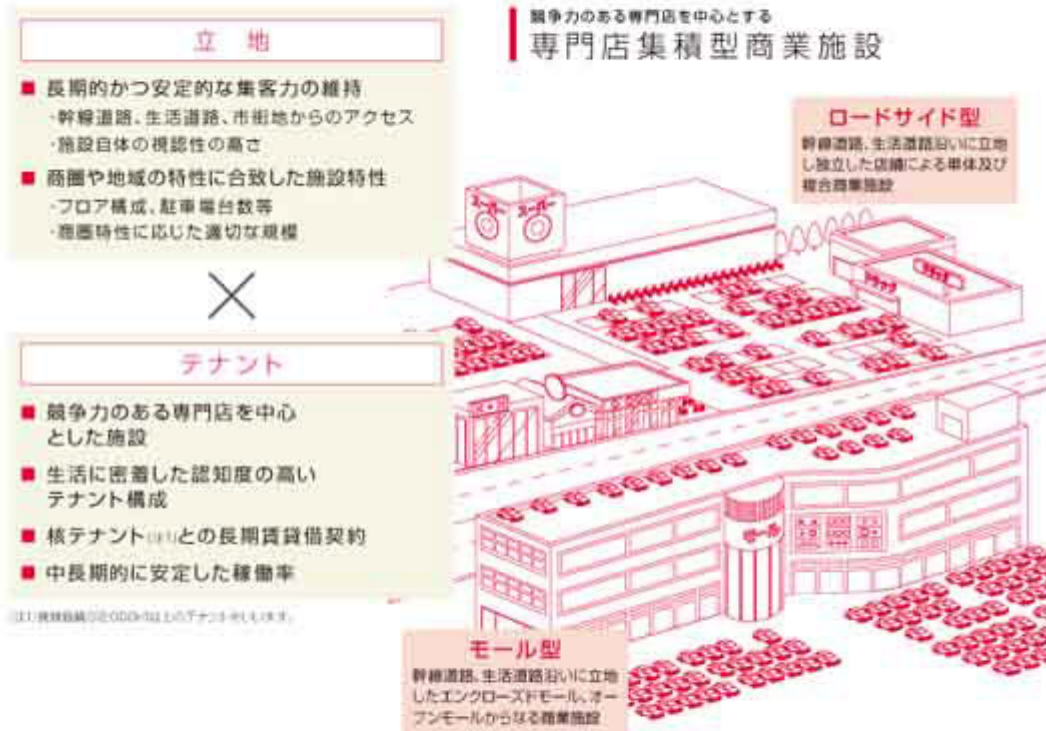 立 地
■ 長期的かつ安定的な集客力の維持
・幹線道路、生活道路、市街地からのアクセス
・施設自体の視認性の高さ
■ 商圏や地域の特性に合致した施設特性
・フロア構成、駐車場台数等
・商圏特性に応じた適切な規模
×
テナント
■ 競争力のある専門店を中心
とした施設
■ 生活に密着した認知度の高い
テナント構成
■ 核テナント(注1)との長期賃貸借契約
■ 中長期的に安定した稼働率
競争力のある専門店を中心とする
専門店集積型商業施設
ロードサイド型
幹線道路、生活道路沿いに立地
し独立した店舗による単体及び
複合商業施設
スーパー
スーパー
ドラッグ
モール
モール型
幹線道路、生活道路沿いに立地
したエンクローズドモール、オー
プンモールからなる商業施設